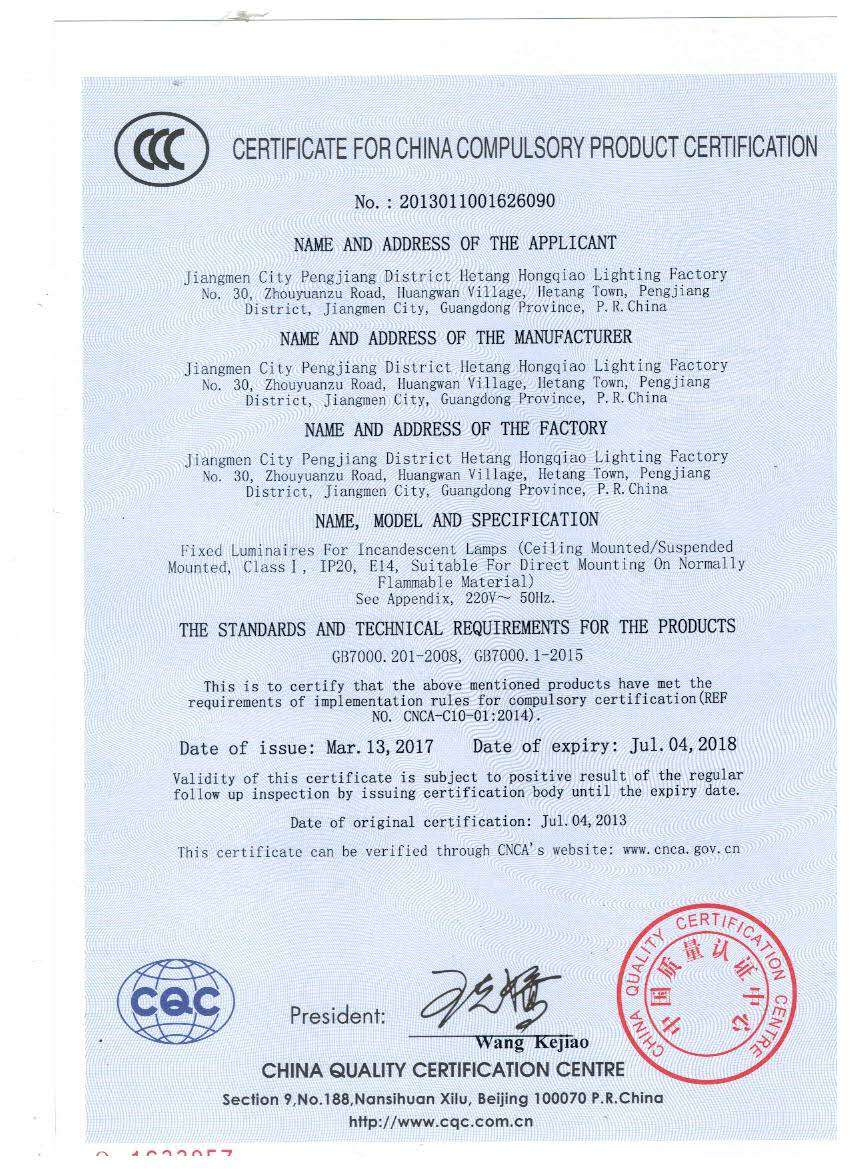 CCC
CERTIFICATE FOR CHINA COMPULSORY PRODUCT CERTIFICATION
No.: 2013011001626090
NAME AND ADDRESS OF THE APPLICANT
Jiangmen City Pengjiang District Hetang Hongqiao Lighting Factory
No. 30, Zhouyuanzu Road, Huangwan Village, Hetang Town, Pengjiang
District, Jiangmen City, Guangdong Province, P.R.China
NAME AND ADDRESS OF THE MANUFACTURER
Jiangmen City Pengjiang District Hetang Hongqiao Lighting Factory
No. 30, Zhouyuanzu Road, Huangwan Village, Hetang Town, Pengjiang
District, Jiangmen City, Guangdong Province, P.R.China
NAME AND ADDRESS OF THE FACTORY
Jiangmen City Pengjiang District Hetang Hongqiao Lighting Factory
No. 30, Zhouyuanzu Road, Huangwan Village, Hetang Town, Pengjiang
District, Jiangmen City, Guangdong Province, P.R.China
NAME, MODEL AND SPECIFICATION
Fixed Luminaires For Incandescent Lamps (Ceiling Mounted/Suspended
Mounted, ClassⅠ, IP20, E14, Suitable For Direct Mounting On Normally
Flammable Material)
See Appendix, 220V～ 50Hz.
THE STANDARDS AND TECHNICAL REQUIREMENTS FOR THE PRODUCTS
GB7000.201-2008, GB7000.1-2015
This is to certify that the above mentioned products have met the
requirements of implementation rules for compulsory certification(REF
NO. CNCA-C10-01:2014).
Date of issue: Mar.13,2017 Date of expiry: Jul.04,2018
Validity of this certificate is subject to positive result of the regular
follow up inspection by issuing certification body until the expiry date.
Date of original certification: Jul.04,2013
This certificate can be verified through CNCA's website: www.cnca.gov.cn
CHINA QUALITY CERTIFICATION CENTRE
中国质量认证中心
CQC
President:
Wang Kejiao
CHINA QUALITY CERTIFICATION CENTRE
Section 9,No.188,Nansihuan Xilu, Beijing 100070 P.R.China
http://www.cqc.com.cn